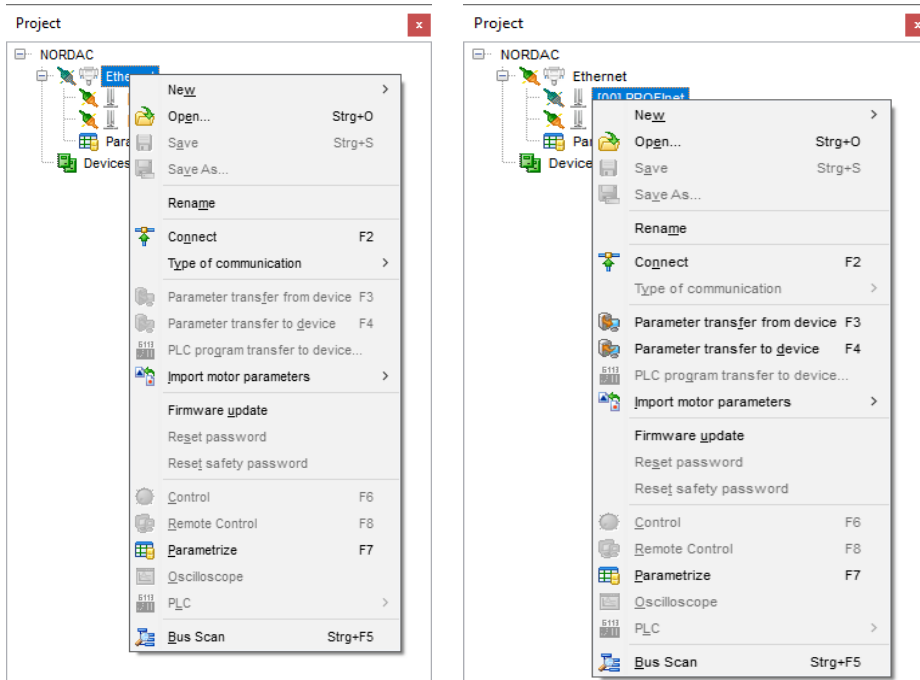 Project x
NORDAC
Ethernet
New >
Open... Strg+O
Save Strg+S
Save As...
Rename
Connect F2
Type of communication >
Parameter transfer from device F3
Parameter transfer to device F4
PLC program transfer to device...
Import motor parameters >
Firmware update
Reset password
Reset safety password
Control F6
Remote Control F8
Parametrize F7
Oscilloscope
PLC >
Bus Scan Strg+F5
Para
Devices
Project x
NORDAC
Ethernet
[00] PROFInet
New >
Open... Strg+O
Save Strg+S
Save As...
Rename
Connect F2
Type of communication >
Parameter transfer from device F3
Parameter transfer to device F4
PLC program transfer to device...
Import motor parameters >
Firmware update
Reset password
Reset safety password
Control F6
Remote Control F8
Parametrize F7
Oscilloscope
PLC >
Bus Scan Strg+F5
Par
Device